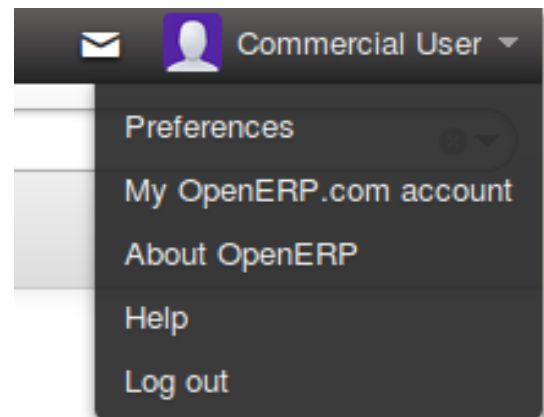 Commercial User
Preferences
My OpenERP.com account
About OpenERP
Help
Log out